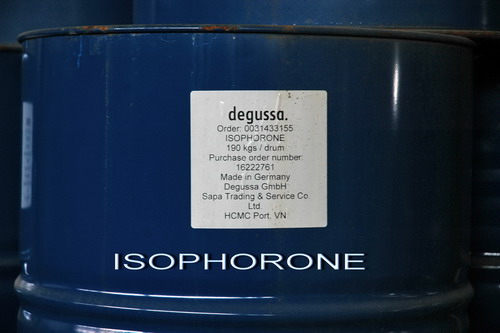 degussa.
Order: 0031433155
ISOPHORONE
190 kgs / drum
Purchase order number
16222761
Made in Germany
Degussa GmbH
Sapa Trading & Service Co.
Ltd.
HCMC Port. VN
ISOPHORONE